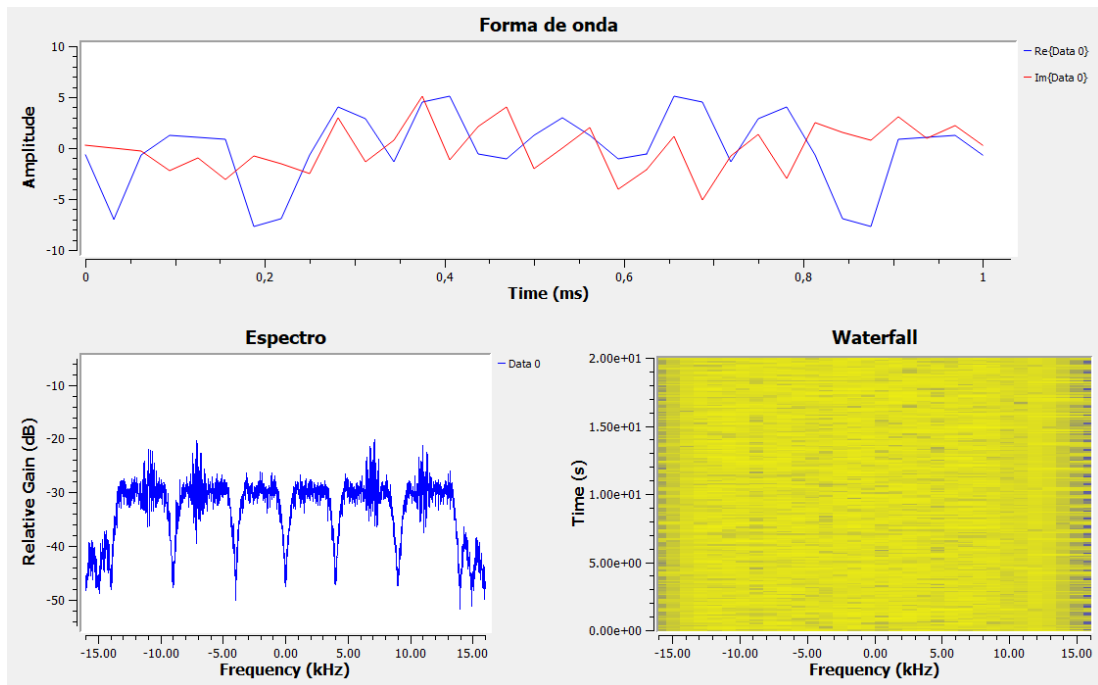 Forma de onda
10
5
0
-5
-10
Amplitude
Re{Data 0}
Im{Data 0}
0 0,2 0,4 0,6 0,8 1
Time (ms)
Espectro
-10
-20
-30
-40
-50
Relative Gain (dB)
Data 0
-15.00 -10.00 -5.00 0.00 5.00 10.00 15.00
Frequency (kHz)
Waterfall
2.00e+01
1.50e+01
1.00e+01
5.00e+00
0.00e+00
Time (s)
-15.00 -10.00 -5.00 0.00 5.00 10.00 15.00
Frequency (kHz)